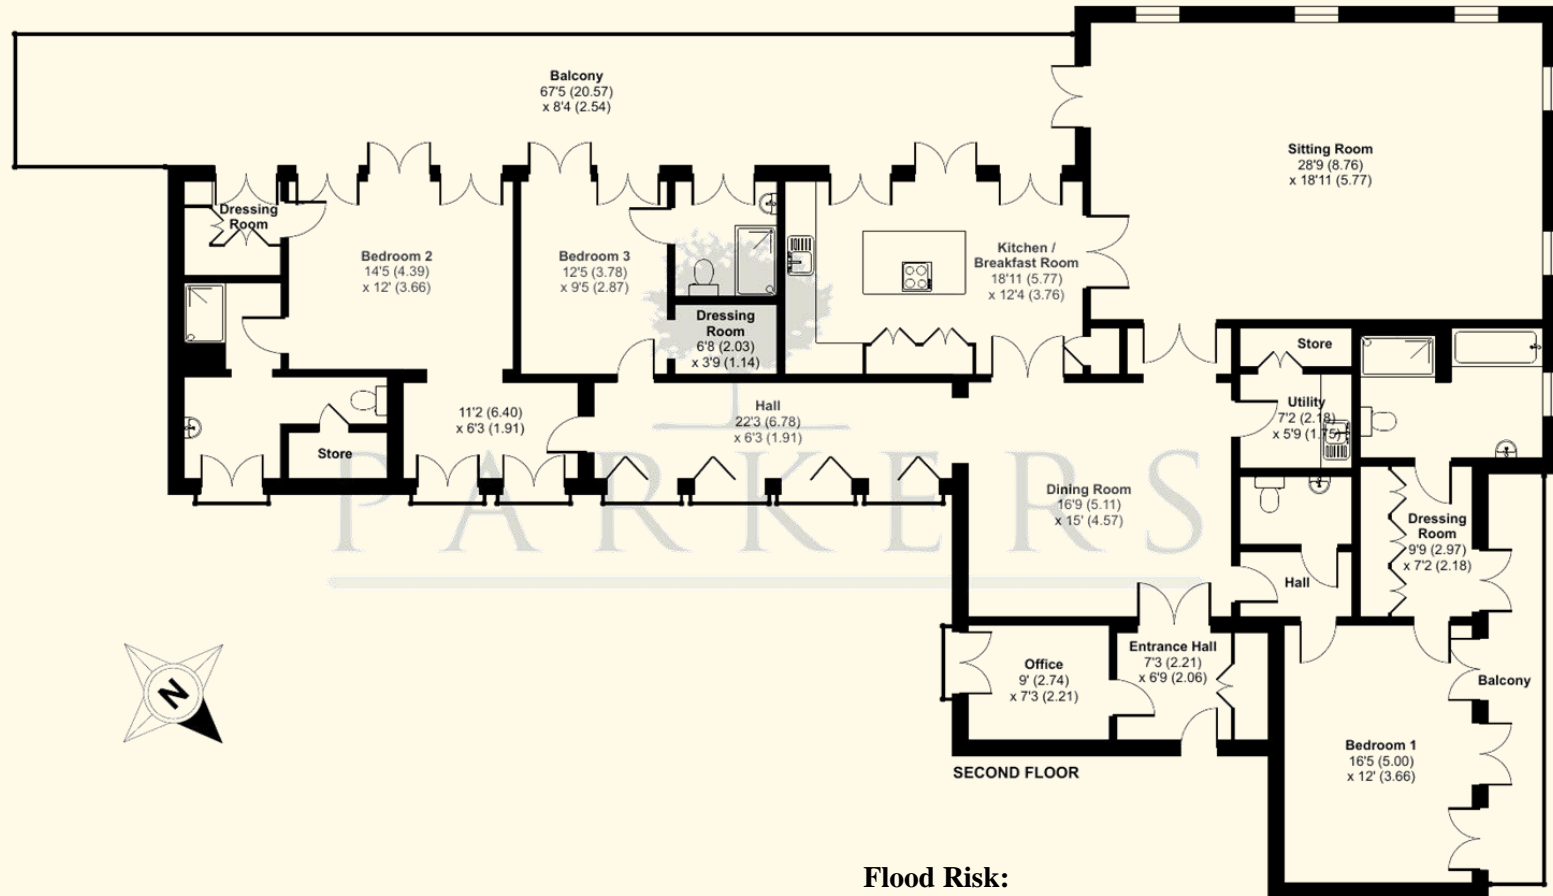 Balcony
67'5 (20.57)
x 8'4 (2.54)
Sitting Room
28'9 (8.76)
x 18'11 (5.77)
Dressing
Room
Bedroom 2
14'5 (4.39)
x 12' (3.66)
Bedroom 3
12'5 (3.78)
x 9'5 (2.87)
Kitchen /
Breakfast Room
18'11 (5.77)
x 12'4 (3.76)
Dressing
Room
6'8 (2.03)
x 3'9 (1.14)
Store
Utility
7'2 (2.18)
x 5'9 (1.75)
11'2 (6.40)
x 6'3 (1.91)
Hall
22'3 (6.78)
x 6'3 (1.91)
Store
Dining Room
16'9 (5.11)
x 15' (4.57)
Dressing
Room
9'9 (2.97)
x 7'2 (2.18)
PARKERS
Hall
Office
9' (2.74)
x 7'3 (2.21)
Entrance Hall
7'3 (2.21)
x 6'9 (2.06)
Balcony
N
Bedroom 1
16'5 (5.00)
x 12' (3.66)
SECOND FLOOR
Flood Risk: